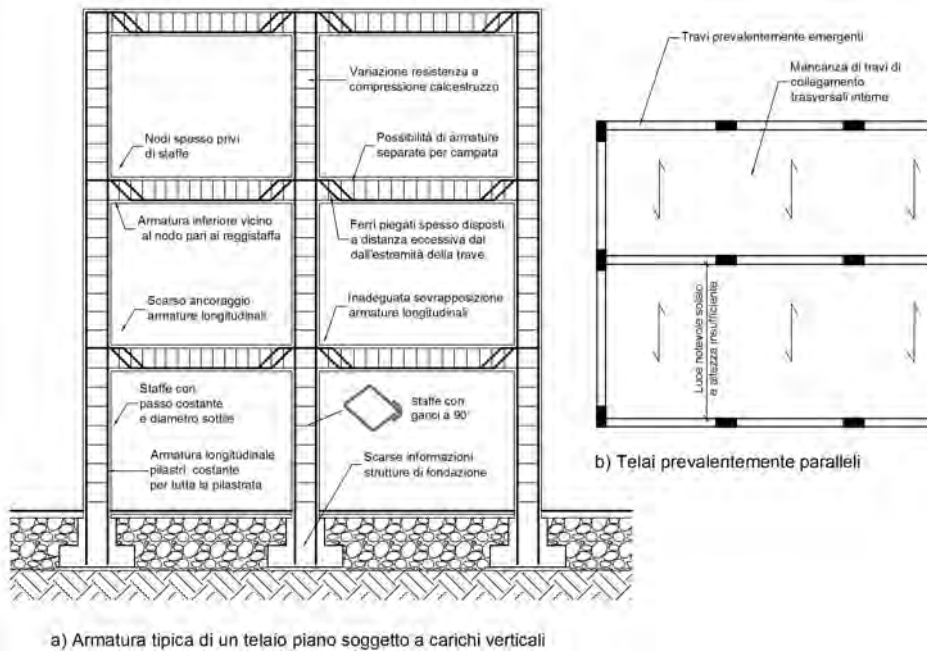 Variazione resistenza a
compressione calcestruzzo
Nodi spesso privi
di staffe
Possibilità di armature
separate per campata
Armatura inferiore vicino
al nodo pari ai reggistaffa
Ferri piegati spesso disposti
a distanza eccessiva dal
dall'estremità della trave
Scarso ancoraggio
armature longitudinali
Inadeguata sovrapposizione
armature longitudinali
Staffe con
passo costante
e diametro sottile
Staffe con
ganci a 90°
Armatura longitudinale
pilastri costante
per tutta la pilastrata
Scarse informazioni
strutture di fondazione
a) Armatura tipica di un telaio piano soggetto a carichi verticali
Travi prevalentemente emergenti
Mancanza di travi di
collagamento
trasversali interne
Luce notevole solaio
e altezza insufficiente
b) Telai prevalentemente paralleli